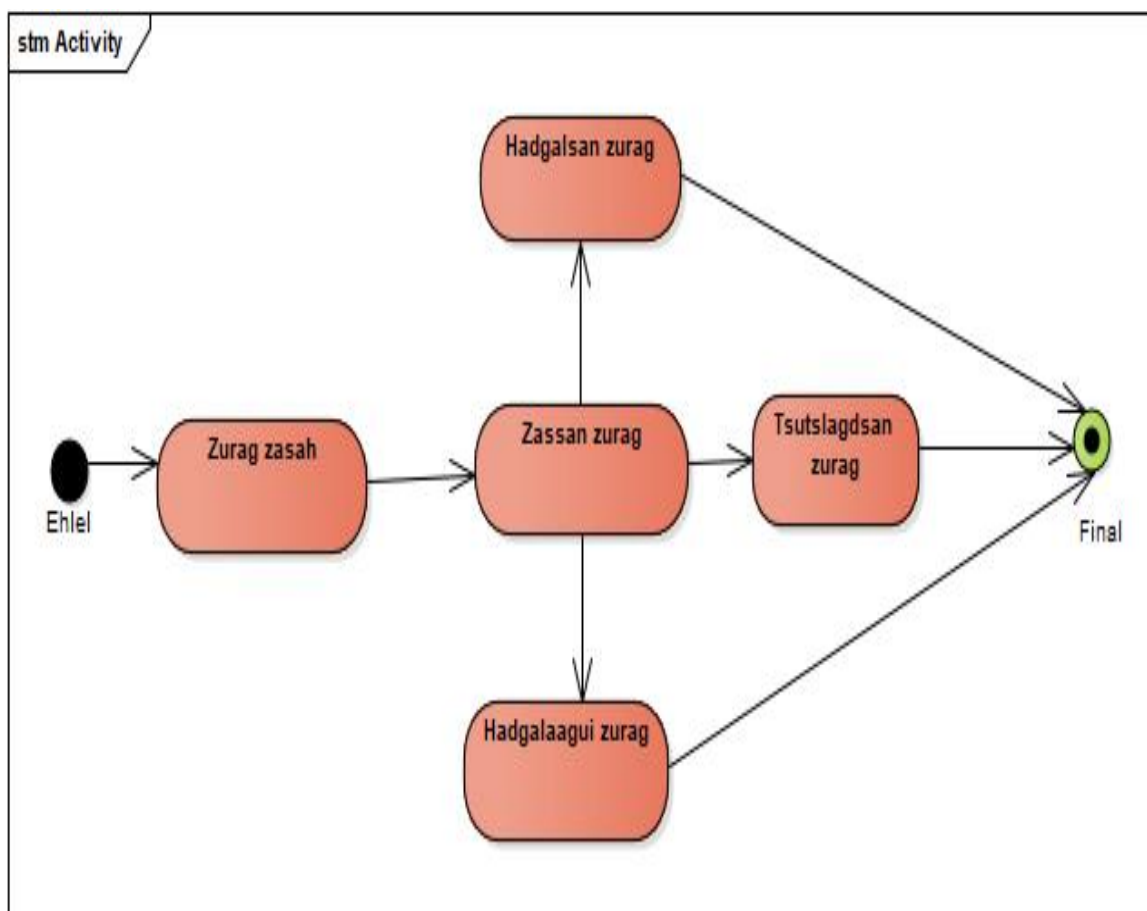 stm Activity
Hadgalsan zurag
Ehlel
Zurag zasah
Zassan zurag
Tsutslagdsan
zurag
Final
Hadgalaagui zurag